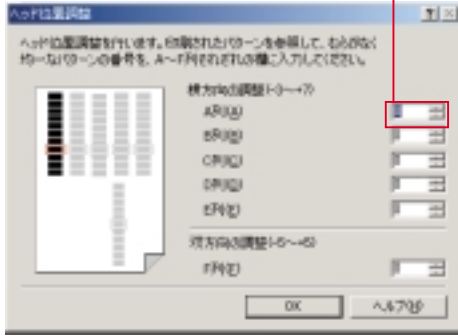 ヘッド位置調整
ヘッド位置調整を行います。印刷されたパターンを参照して、むらがなく
均一なパターンの番号を、A～F列それぞれの欄に入力してください。
横方向の調整(-3～+7)
A列(A)
B列(B)
C列(C)
D列(D)
E列(E)
双方向の調整(-5～+5)
F列(F)
OK
ヘルプ(H)